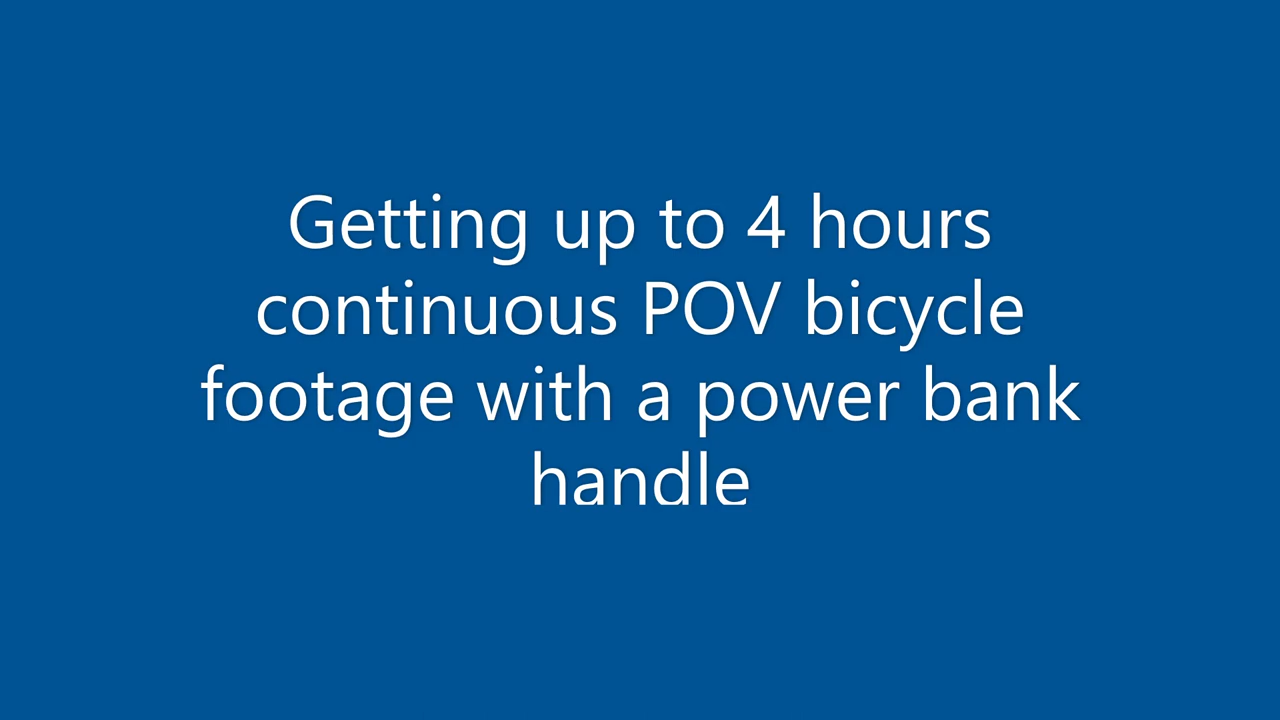 Getting up to 4 hours
continuous POV bicycle
footage with a power bank
handle